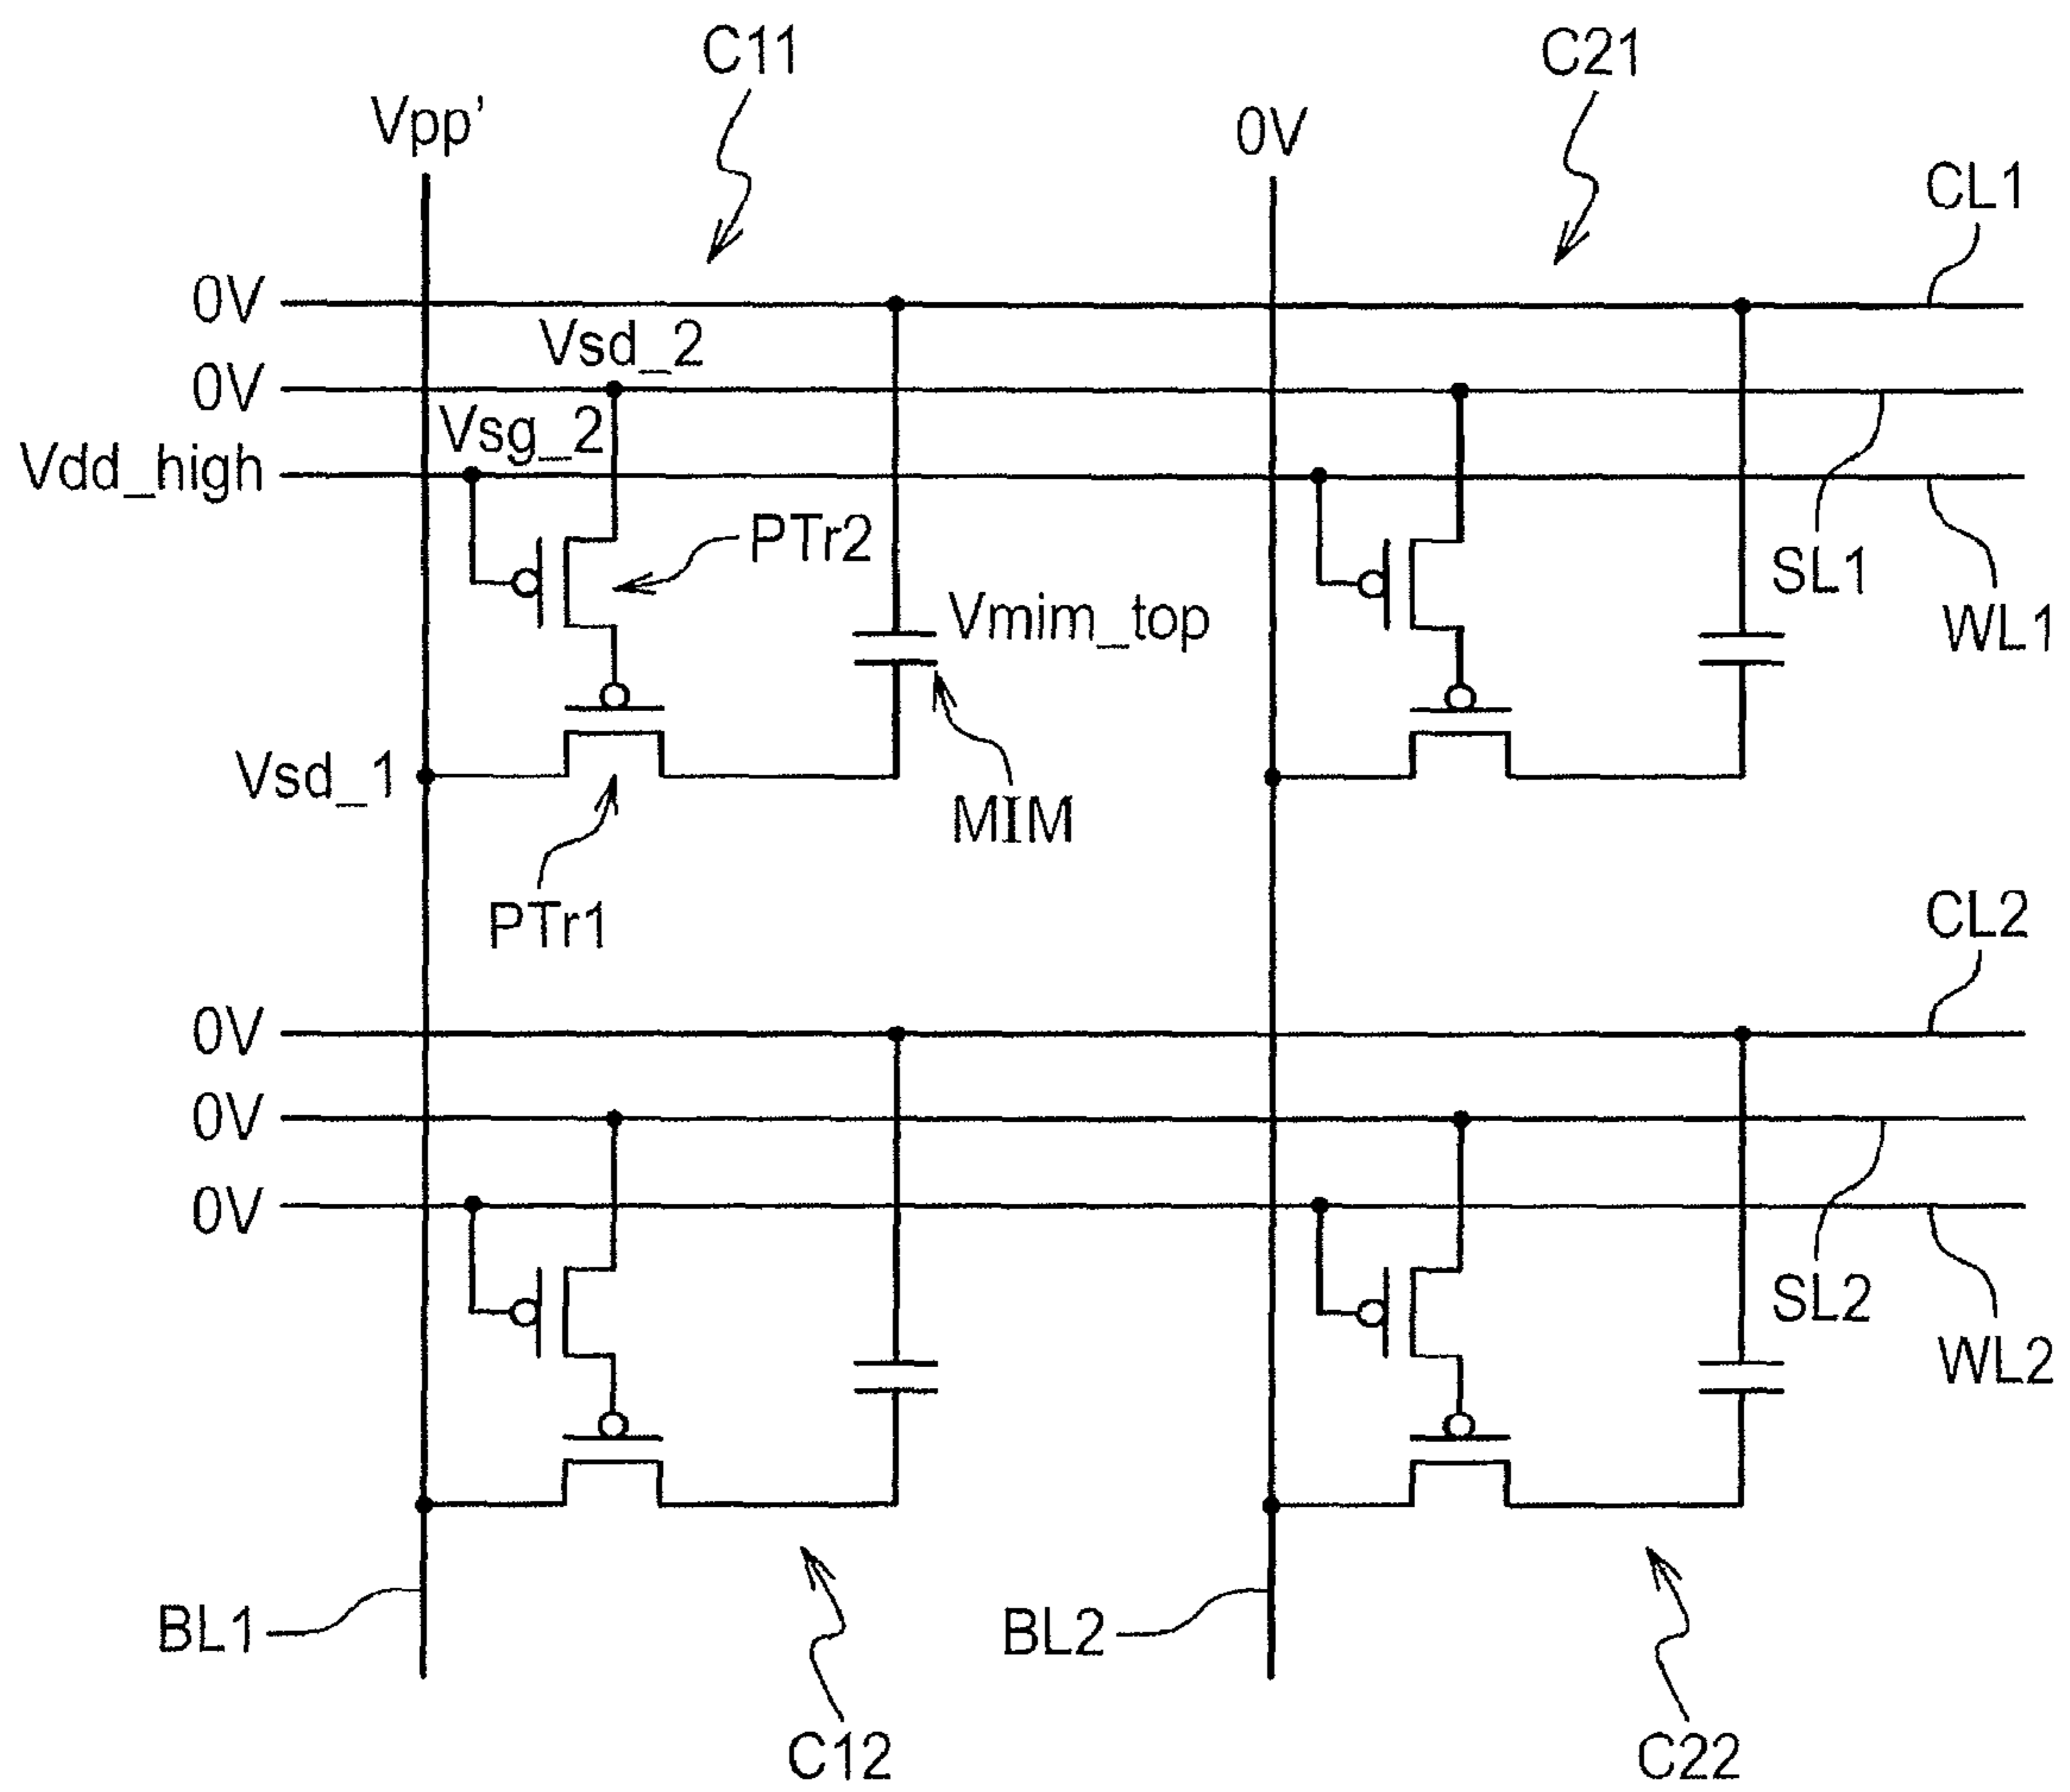 C11
C21
Vpp'
0V
CL1
0V
Vsd_2
0V
Vsg_2
Vdd_high
PTr2
SL1
Vmim_top
WL1
Vsd_1
MIM
PTr1
CL2
0V
0V
0V
SL2
WL2
BL1
BL2
C12
C22